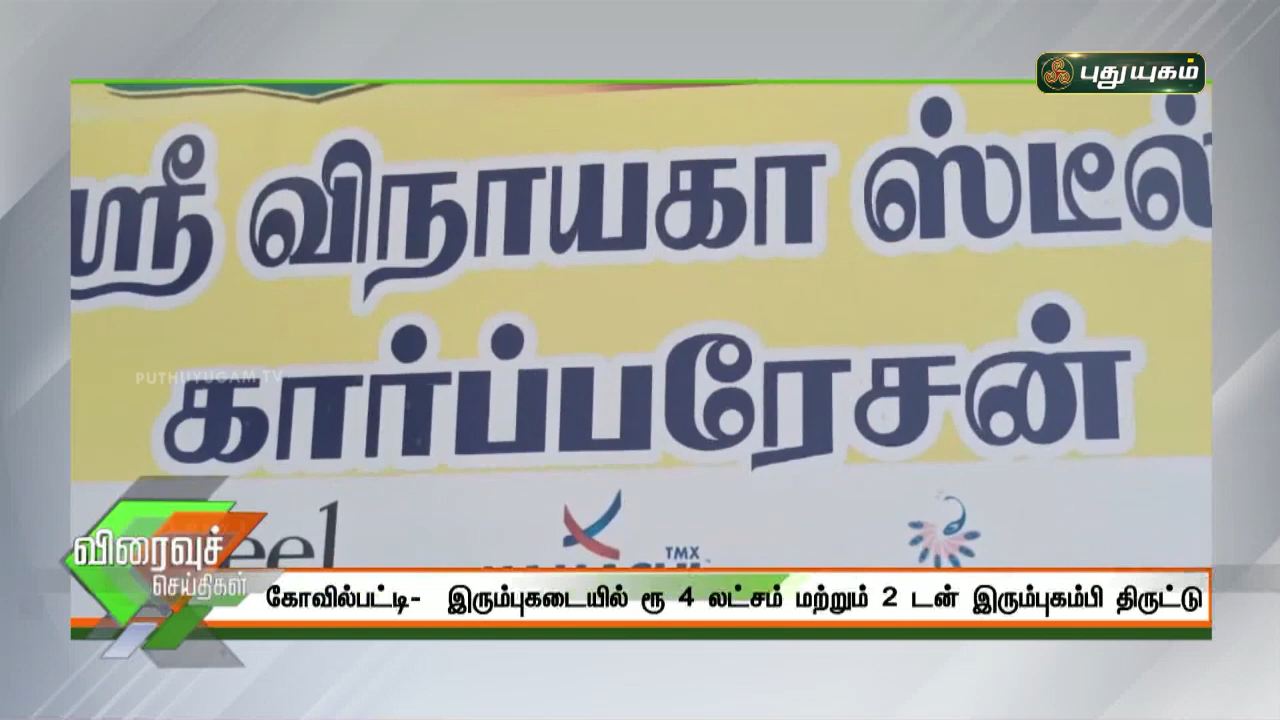 புதுயுகம்
ஸ்ரீ விநாயகா ஸ்டீல்
கார்ப்பரேசன்
PUTHUYUGAM TV
TMX
விரைவுச்
செய்திகள்
கோவில்பட்டி- இரும்புகடையில் ரூ 4 லட்சம் மற்றும் 2 டன் இரும்புகம்பி திருட்டு